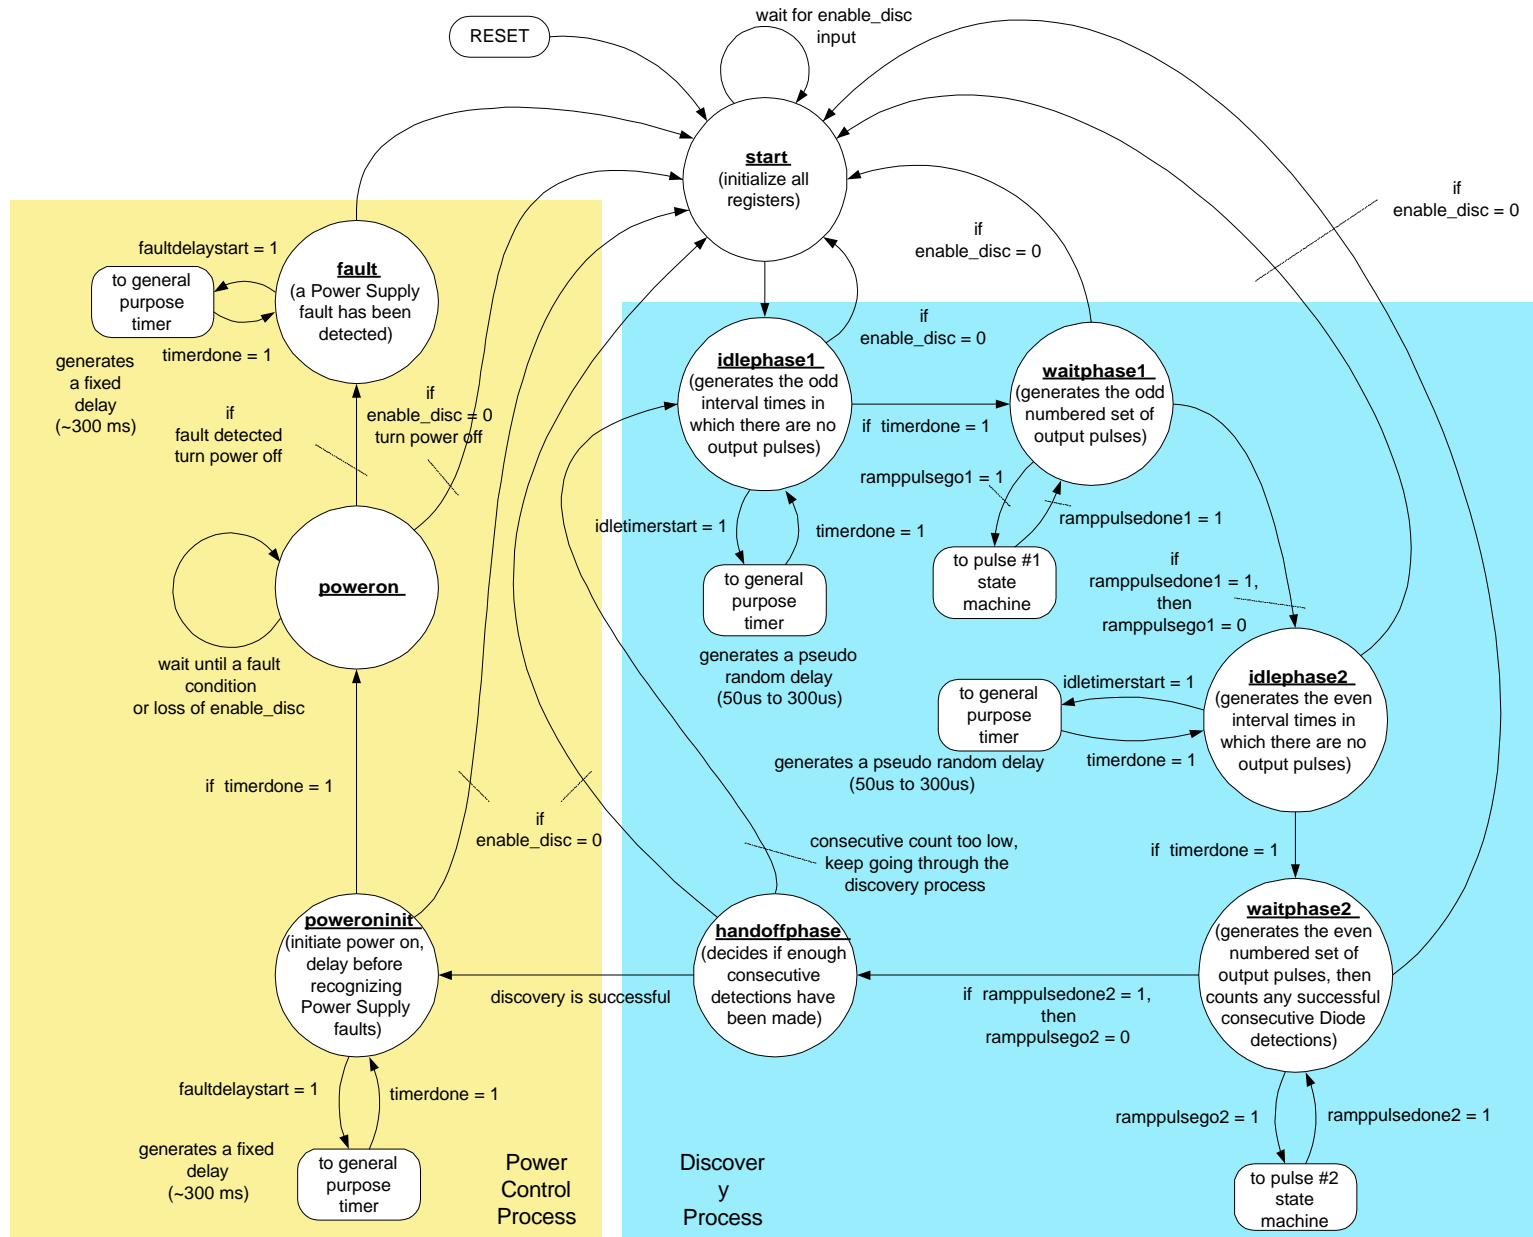 wait for enable_disc
input
RESET
start
(initialize all
registers)
if
enable_disc = 0
if
enable_disc = 0
faultdelaystart = 1
to general
purpose
timer
fault
(a Power Supply
fault has been
detected)
timerdone = 1
generates
a fixed
delay
(~300 ms)
if
fault detected
turn power off
if
enable_disc = 0
turn power off
if
enable_disc = 0
idlephase1
(generates the odd
interval times in
which there are no
output pulses)
if timerdone = 1
waitphase1
(generates the odd
numbered set of
output pulses)
ramppulsego1 = 1
ramppulsedone1 = 1
idletimerstart = 1
timerdone = 1
to general
purpose
timer
to pulse #1
state
machine
if
ramppulsedone1 = 1,
then
ramppulsego1 = 0
poweron
wait until a fault
condition
or loss of enable_disc
generates a pseudo
random delay
(50us to 300us)
idletimerstart = 1
to general
purpose
timer
idlephase2
(generates the even
interval times in
which there are no
output pulses)
timerdone = 1
generates a pseudo random delay
(50us to 300us)
if timerdone = 1
if
enable_disc = 0
consecutive count too low,
keep going through the
discovery process
if timerdone = 1
poweroninit
(initiate power on,
delay before
recognizing
Power Supply
faults)
discovery is successful
handoffphase
(decides if enough
consecutive
detections have
been made)
if ramppulsedone2 = 1,
then
ramppulsego2 = 0
waitphase2
(generates the even
numbered set of
output pulses, then
counts any successful
consecutive Diode
detections)
faultdelaystart = 1
timerdone = 1
ramppulsego2 = 1
ramppulsedone2 = 1
generates a fixed
delay
(~300 ms)
to general
purpose
timer
Power
Control
Process
Discover
y
Process
to pulse #2
state
machine